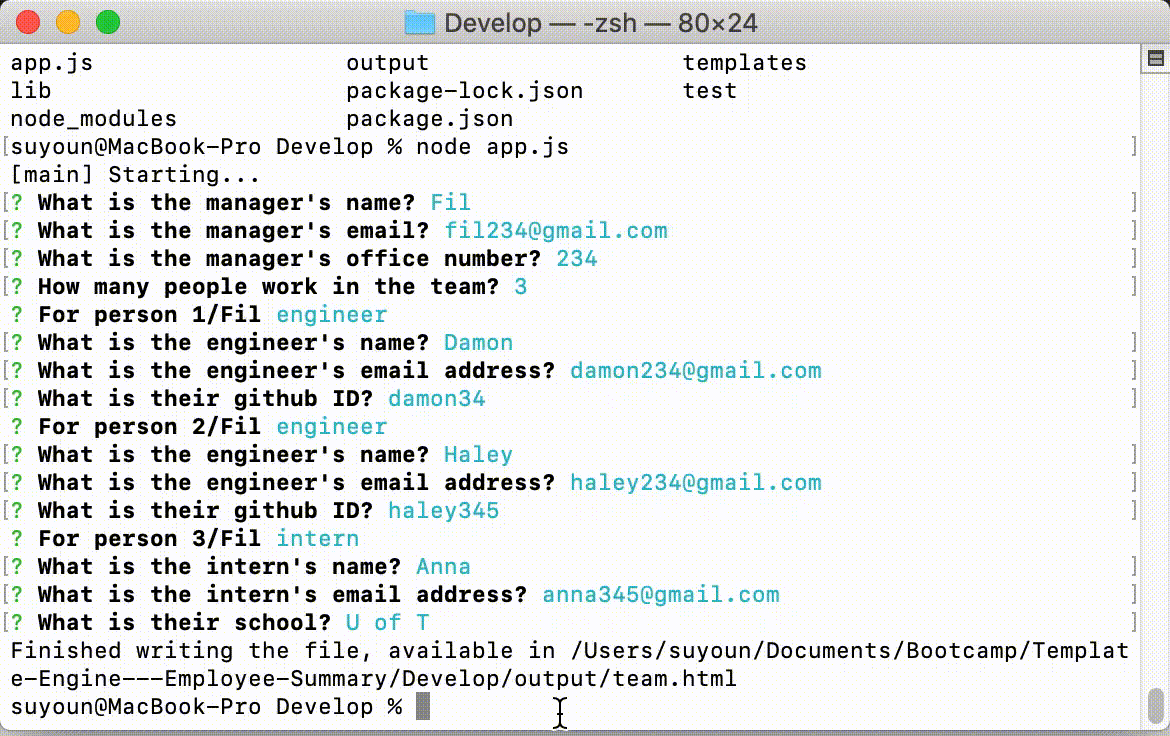 Develop — -zsh — 80×24
app.js output templates
lib package-lock.json test
node_modules package.json
[suyoun@MacBook-Pro Develop % node app.js ]
[main] Starting...
[? What is the manager's name? Fil ]
[? What is the manager's email? fil234@gmail.com ]
[? What is the manager's office number? 234 ]
[? How many people work in the team? 3 ]
? For person 1/Fil engineer
[? What is the engineer's name? Damon ]
[? What is the engineer's email address? damon234@gmail.com ]
[? What is their github ID? damon34 ]
? For person 2/Fil engineer
[? What is the engineer's name? Haley ]
[? What is the engineer's email address? haley234@gmail.com ]
[? What is their github ID? haley345 ]
? For person 3/Fil intern
[? What is the intern's name? Anna ]
[? What is the intern's email address? anna345@gmail.com ]
[? What is their school? U of T ]
Finished writing the file, available in /Users/suyoun/Documents/Bootcamp/Templat
e-Engine---Employee-Summary/Develop/output/team.html
suyoun@MacBook-Pro Develop %